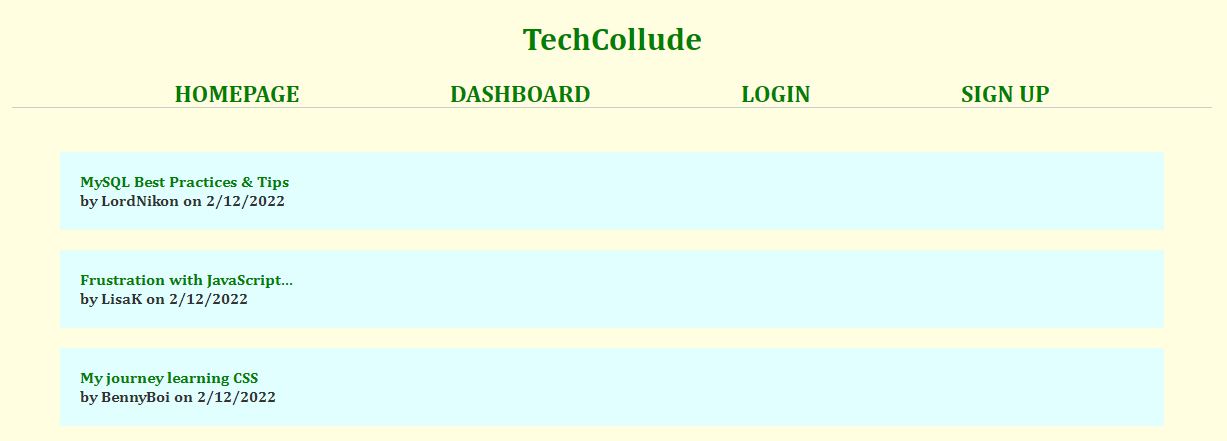 TechCollude
HOMEPAGE DASHBOARD LOGIN SIGN UP
MySQL Best Practices & Tips
by LordNikon on 2/12/2022
Frustration with JavaScript...
by LisaK on 2/12/2022
My journey learning CSS
by BennyBoi on 2/12/2022